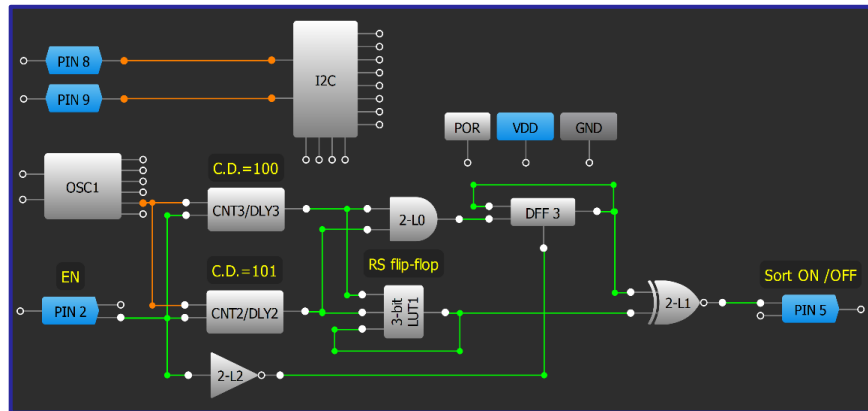 PIN 8
PIN 9
I2C
POR
VDD
GND
OSC1
C.D.=100
CNT3/DLY3
2-L0
DFF 3
EN
PIN 2
C.D.=101
CNT2/DLY2
RS flip-flop
3-bit
LUT1
2-L1
Sort ON /OFF
PIN 5
2-L2